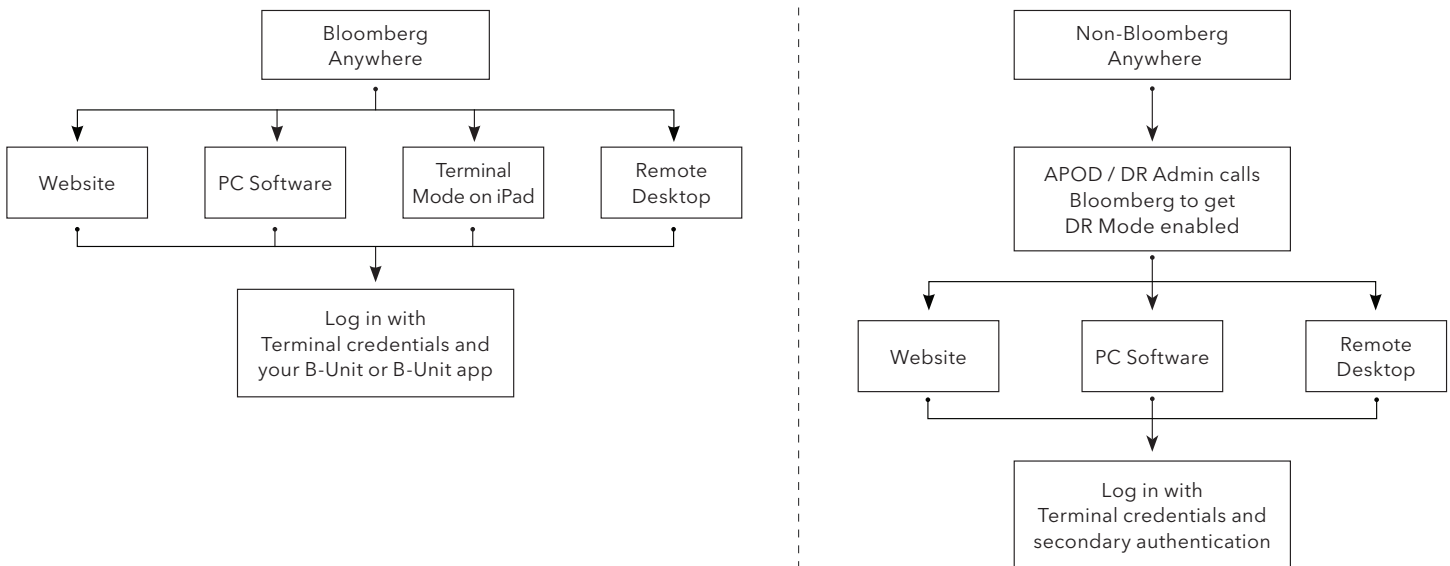 Bloomberg
Anywhere
Website
PC Software
Terminal
Mode on iPad
Remote
Desktop
Log in with
Terminal credentials and
your B-Unit or B-Unit app
Non-Bloomberg
Anywhere
APOD / DR Admin calls
Bloomberg to get
DR Mode enabled
Website
PC Software
Remote
Desktop
Log in with
Terminal credentials and
secondary authentication